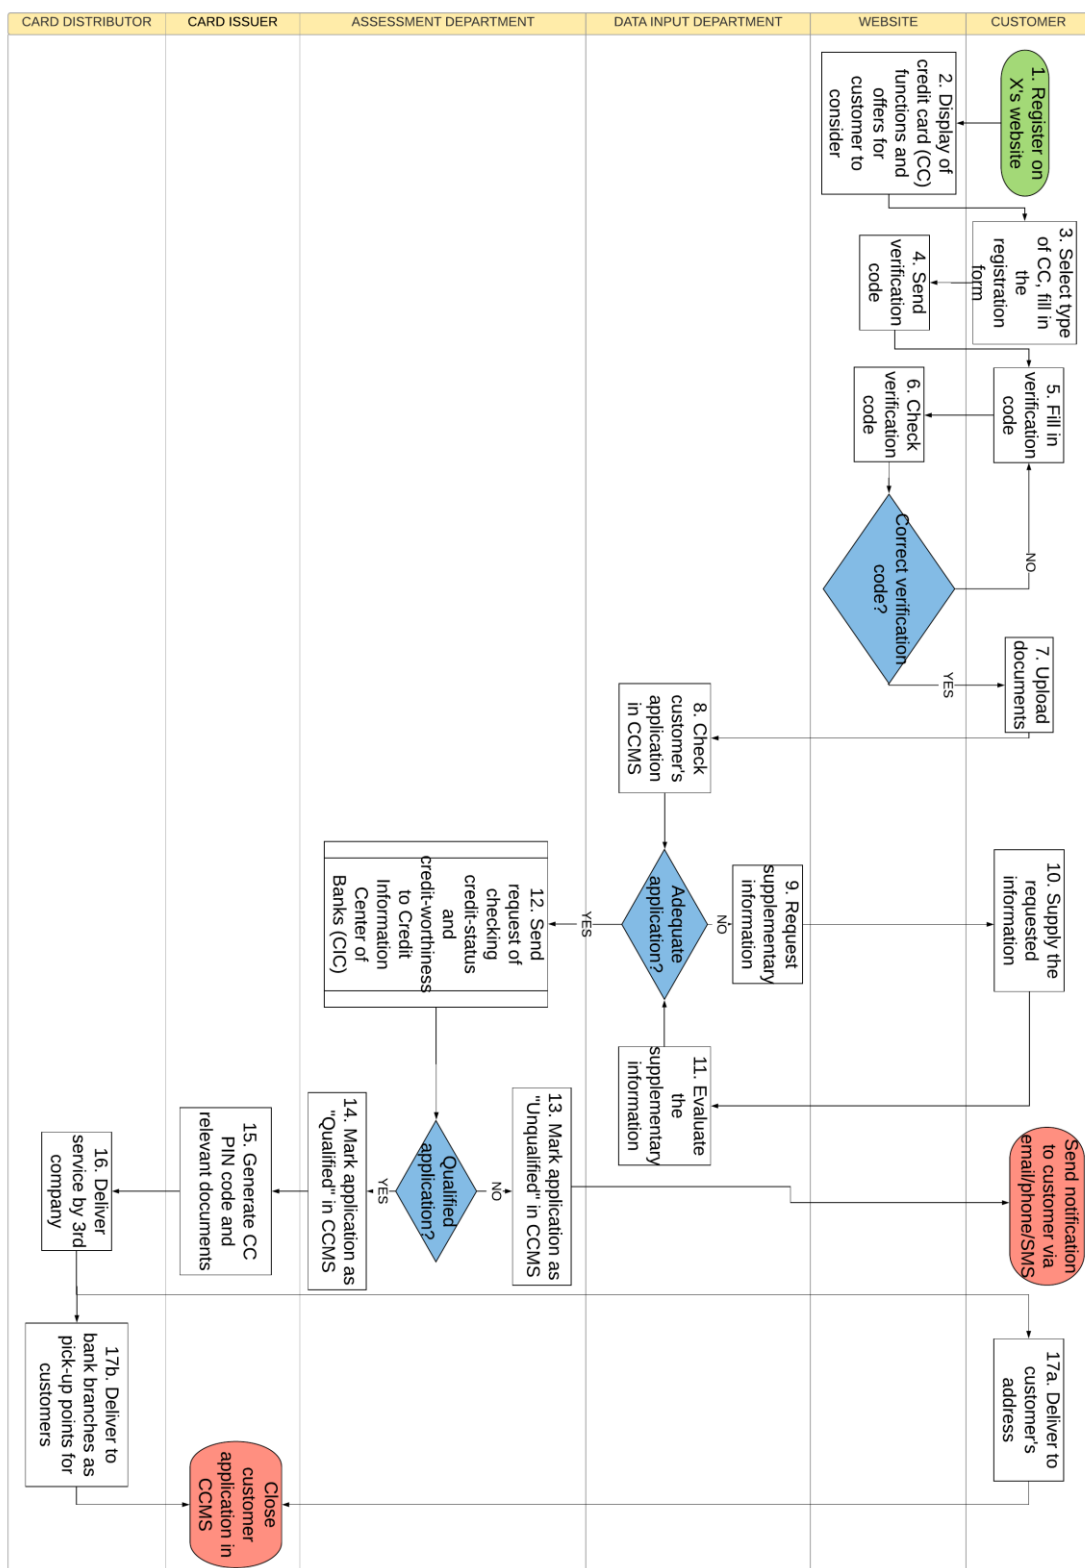 CARD DISTRIBUTOR
CARD ISSUER
ASSESSMENT DEPARTMENT
DATA INPUT DEPARTMENT
WEBSITE
CUSTOMER
1. Register on
X's website
2. Display of
credit card (CC)
functions and
offers for
customer to
consider
3. Select type
of CC, fill in
the
registration
form
4. Send
verification
code
5. Fill in
verification
code
6. Check
verification
code
Correct verification
code?
NO
YES
7. Upload
documents
8. Check
customer's
application
in CCMS
Adequate
application?
NO
YES
9. Request
supplementary
information
10. Supply the
requested
information
11. Evaluate
the
supplementary
information
12. Send
request of
checking
credit-status
and
credit-worthiness
to Credit
Information
Center of
Banks (CIC)
Qualified
application?
NO
YES
13. Mark application as
"Unqualified" in CCMS
Send notification
to customer via
email/phone/SMS
14. Mark application as
"Qualified" in CCMS
15. Generate CC
PIN code and
relevant documents
16. Deliver
service by 3rd
company
17a. Deliver to
customer's
address
17b. Deliver to
bank branches as
pick-up points for
customers
Close
customer
application in
CCMS